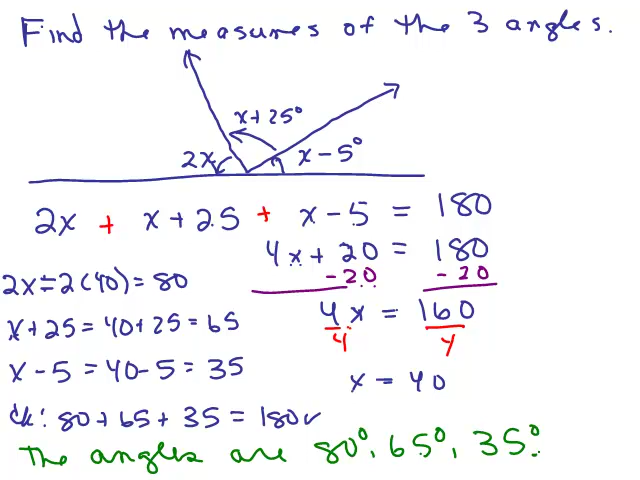 Find the measures of the 3 angles.
x+25°
2x
x-5°
2x + x+25 + x-5 = 180
4x+20 = 180
-20 -20
2x=2(40)=80
4x = 160
4 4
x+25=40+25=65
x-5=40-5=35
x=40
ck: 80+65+35=180✓
The angles are 80°, 65°, 35°.